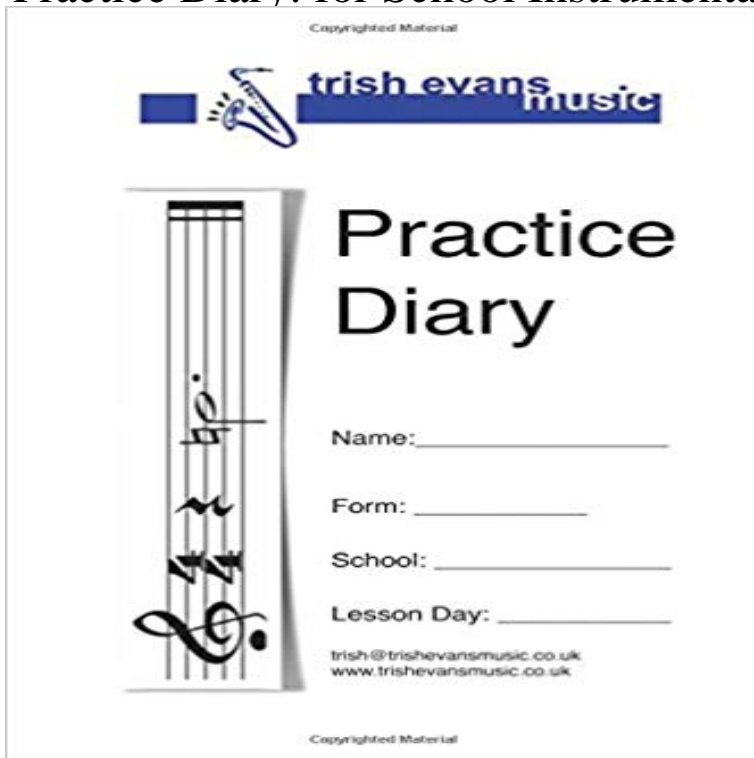 Copyrighted Material
trish evans
music
Practice
Diary
Name:
Form:
School:
Lesson Day:
trish@trishevansmusic.co.uk
www.trishevansmusic.co.uk
Copyrighted Material